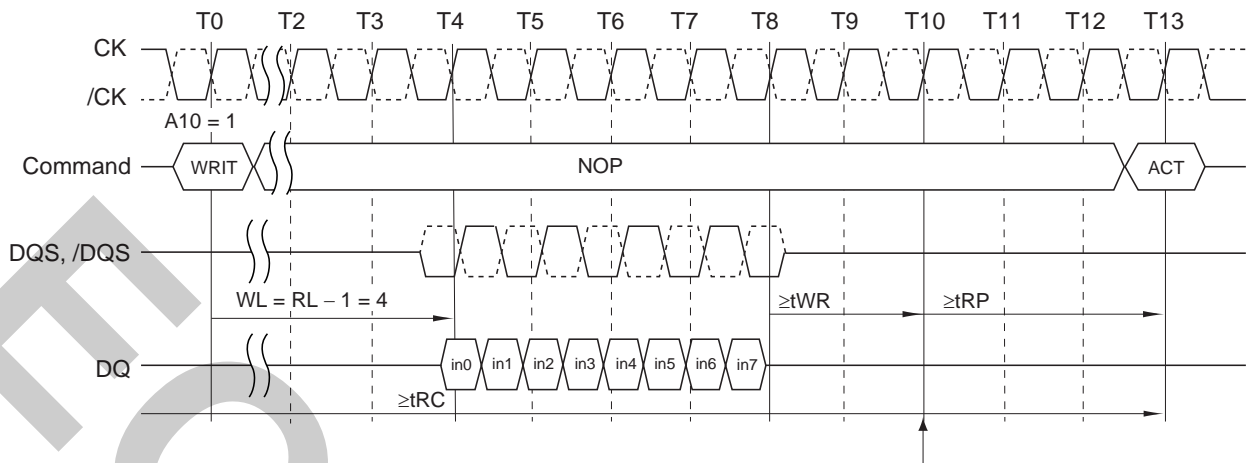 T0 T2 T3 T4 T5 T6 T7 T8 T9 T10 T11 T12 T13
CK
/CK
A10 = 1
Command WRIT NOP ACT
DQS, /DQS
WL = RL − 1 = 4
≥tWR ≥tRP
DQ in0 in1 in2 in3 in4 in5 in6 in7
≥tRC